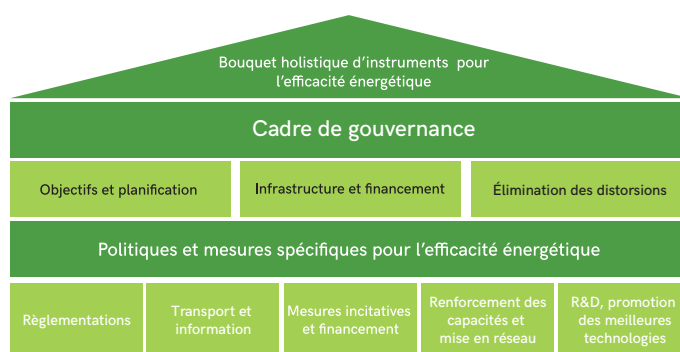 Bouquet holistique d'instruments pour
l'efficacité énergétique
Cadre de gouvernance
Objectifs et planification
Infrastructure et financement
Élimination des distorsions
Politiques et mesures spécifiques pour l'efficacité énergétique
Règlementations
Transport et
information
Mesures incitatives
et financement
Renforcement des
capacités et
mise en réseau
R&D, promotion
des meilleures
technologies